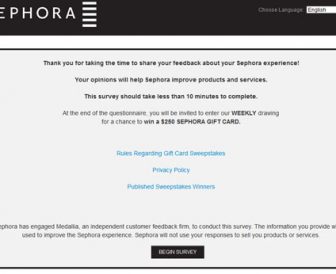 EPHORA
Choose Language: English
Thank you for taking the time to share your feedback about your Sephora experience!
Your opinions will help Sephora improve products and services.
This survey should take less than 10 minutes to complete.
At the end of the questionnaire, you will be invited to enter our WEEKLY drawing
for a chance to win a $250 SEPHORA GIFT CARD.
Rules Regarding Gift Card Sweepstakes
Privacy Policy
Published Sweepstakes Winners
ephora has engaged Medallia, an independent customer feedback firm, to conduct this survey. The information you provide w
used to improve the Sephora experience. Sephora will not use your responses to sell you products or services.
BEGIN SURVEY